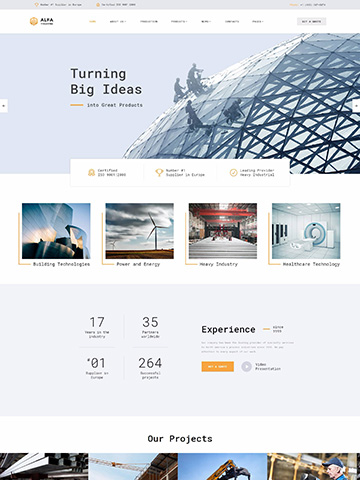 Number #1 Supplier in Europe
Certified ISO 9001:2008
ALFA
HOME
ABOUT US
PRODUCTION
PRODUCTS
NEWS
CONTACTS
PAGES
GET A QUOTE
Turning
Big Ideas
into Great Products
Certified
ISO 9001:2008
Number #1
Supplier in Europe
Leading Provider
Heavy Industrial
Building Technologies
Power and Energy
Heavy Industry
Healthcare Technology
17
Years in the
industry
35
Partners
worldwide
#01
Supplier in
Europe
264
Successful
projects
Experience
GET A QUOTE
Video
Presentation
Our Projects